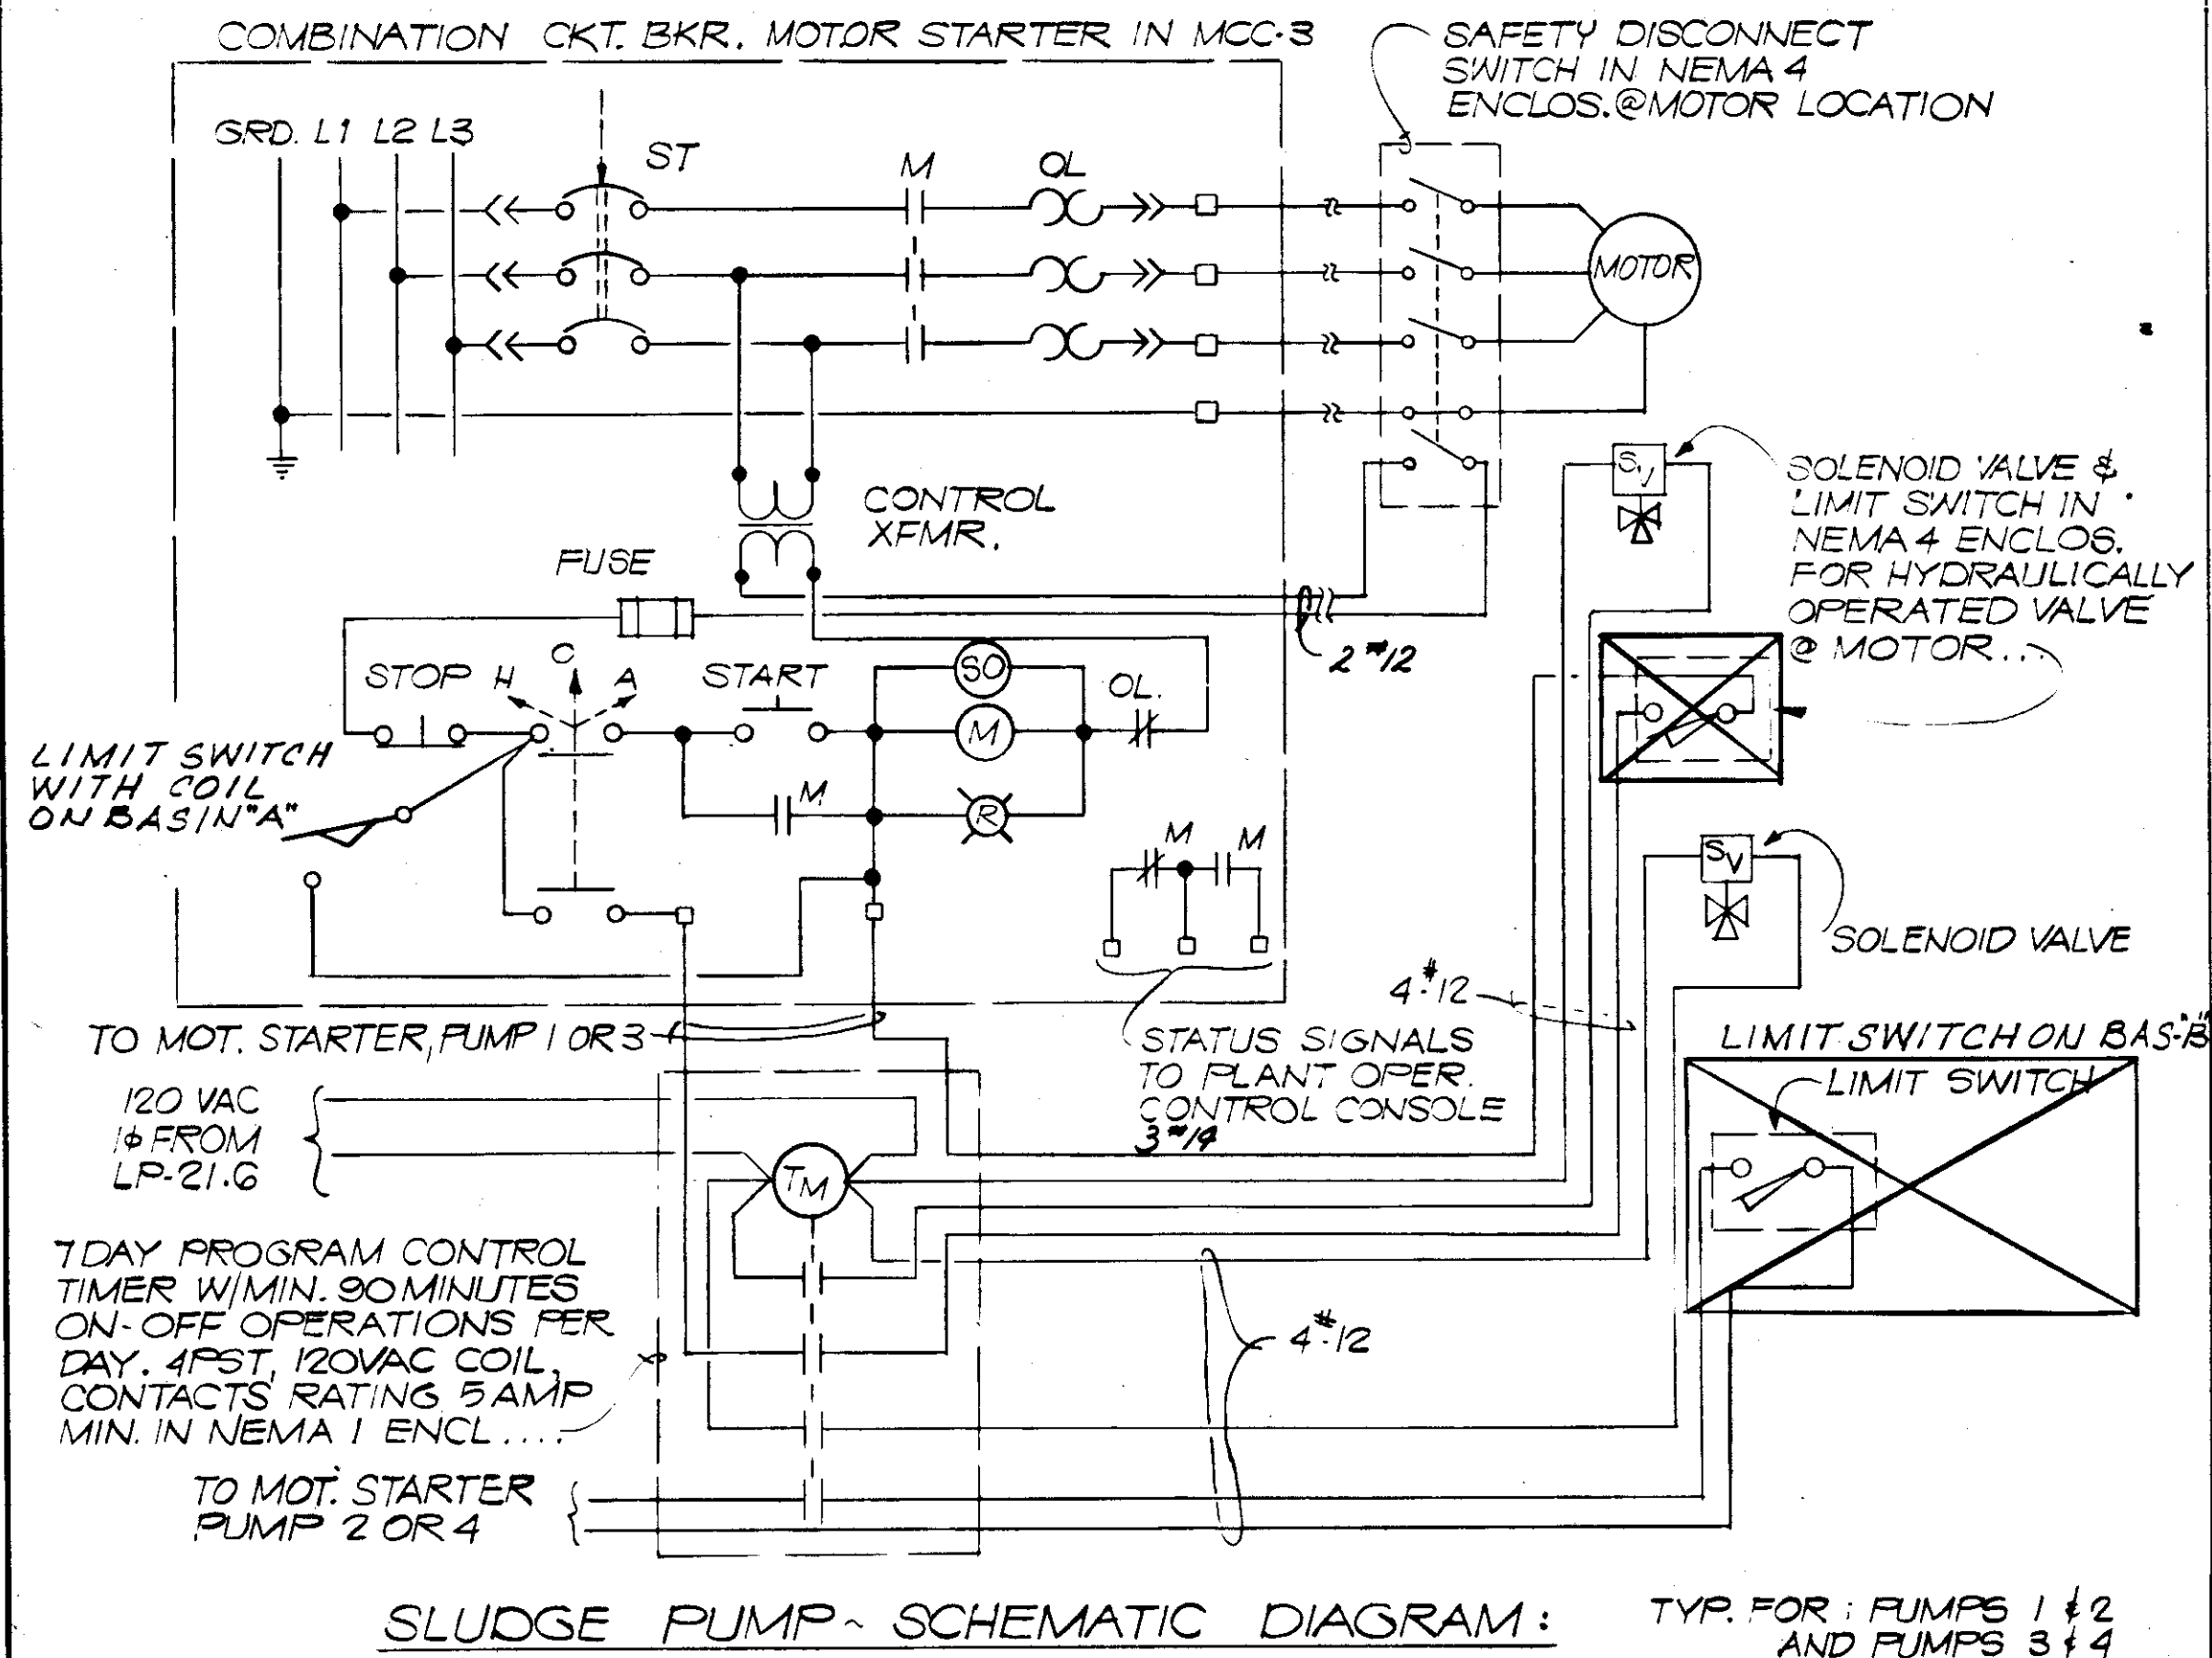 COMBINATION CKT. BKR. MOTOR STARTER IN MCC-3
SAFETY DISCONNECT
SWITCH IN NEMA 4
ENCLOS.@MOTOR LOCATION
GRD. L1 L2 L3
ST
M
OL
MOTOR
CONTROL
XFMR.
FUSE
2 #12
SV
SOLENOID VALVE &
LIMIT SWITCH IN
NEMA 4 ENCLOS.
FOR HYDRAULICALLY
OPERATED VALVE
@ MOTOR...
STOP
H
O
A
START
SO
M
OL.
LIMIT SWITCH
WITH COIL
ON BASIN "A"
M
R
M
M
SV
SOLENOID VALVE
4-#12
TO MOT. STARTER, PUMP 1 OR 3
STATUS SIGNALS
TO PLANT OPER.
CONTROL CONSOLE
3 #14
LIMIT SWITCH ON BAS-"B"
LIMIT SWITCH
120 VAC
1φ FROM
LP-21.6
TM
7 DAY PROGRAM CONTROL
TIMER W/MIN. 90 MINUTES
ON-OFF OPERATIONS PER
DAY. 4PST, 120VAC COIL,
CONTACTS RATING 5 AMP
MIN. IN NEMA 1 ENCL....
4-#12
TO MOT. STARTER
PUMP 2 OR 4
SLUDGE PUMP~SCHEMATIC DIAGRAM:
TYP. FOR: PUMPS 1 & 2
AND PUMPS 3 & 4